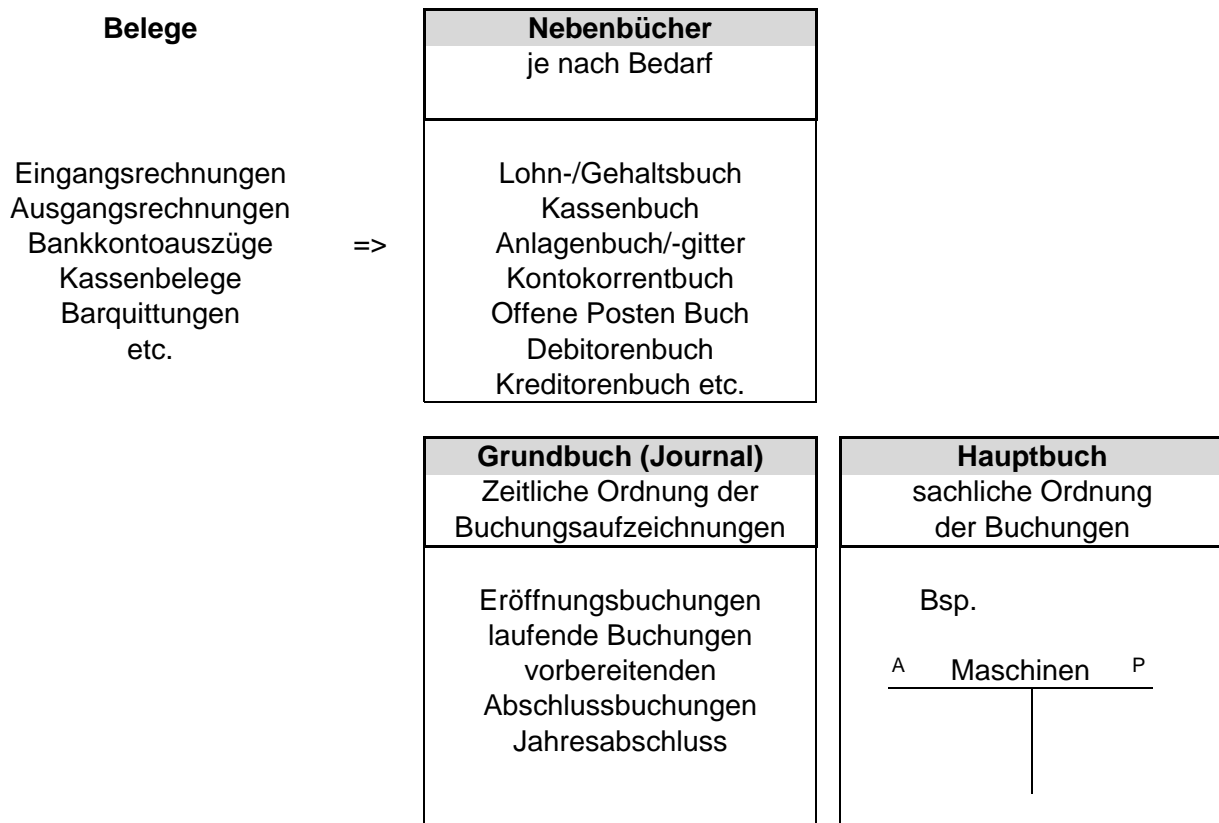 Belege
Nebenbücher
je nach Bedarf
Eingangsrechnungen
Ausgangsrechnungen
Bankkontoauszüge
Kassenbelege
Barquittungen
etc.
=>
Lohn-/Gehaltsbuch
Kassenbuch
Anlagenbuch/-gitter
Kontokorrentbuch
Offene Posten Buch
Debitorenbuch
Kreditorenbuch etc.
Grundbuch (Journal)
Zeitliche Ordnung der
Buchungsaufzeichnungen
Eröffnungsbuchungen
laufende Buchungen
vorbereitenden
Abschlussbuchungen
Jahresabschluss
Hauptbuch
sachliche Ordnung
der Buchungen
Bsp.
A Maschinen P